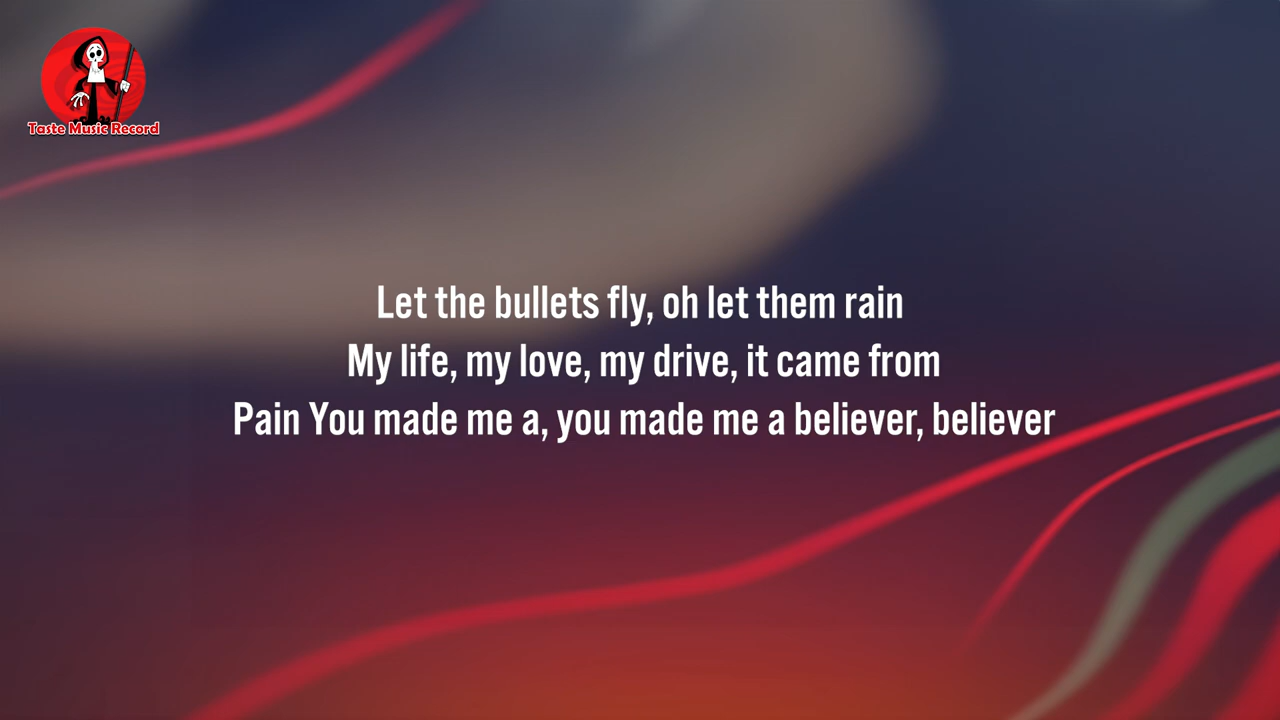 Taste Music Record
Let the bullets fly, oh let them rain
My life, my love, my drive, it came from
Pain You made me a, you made me a believer, believer